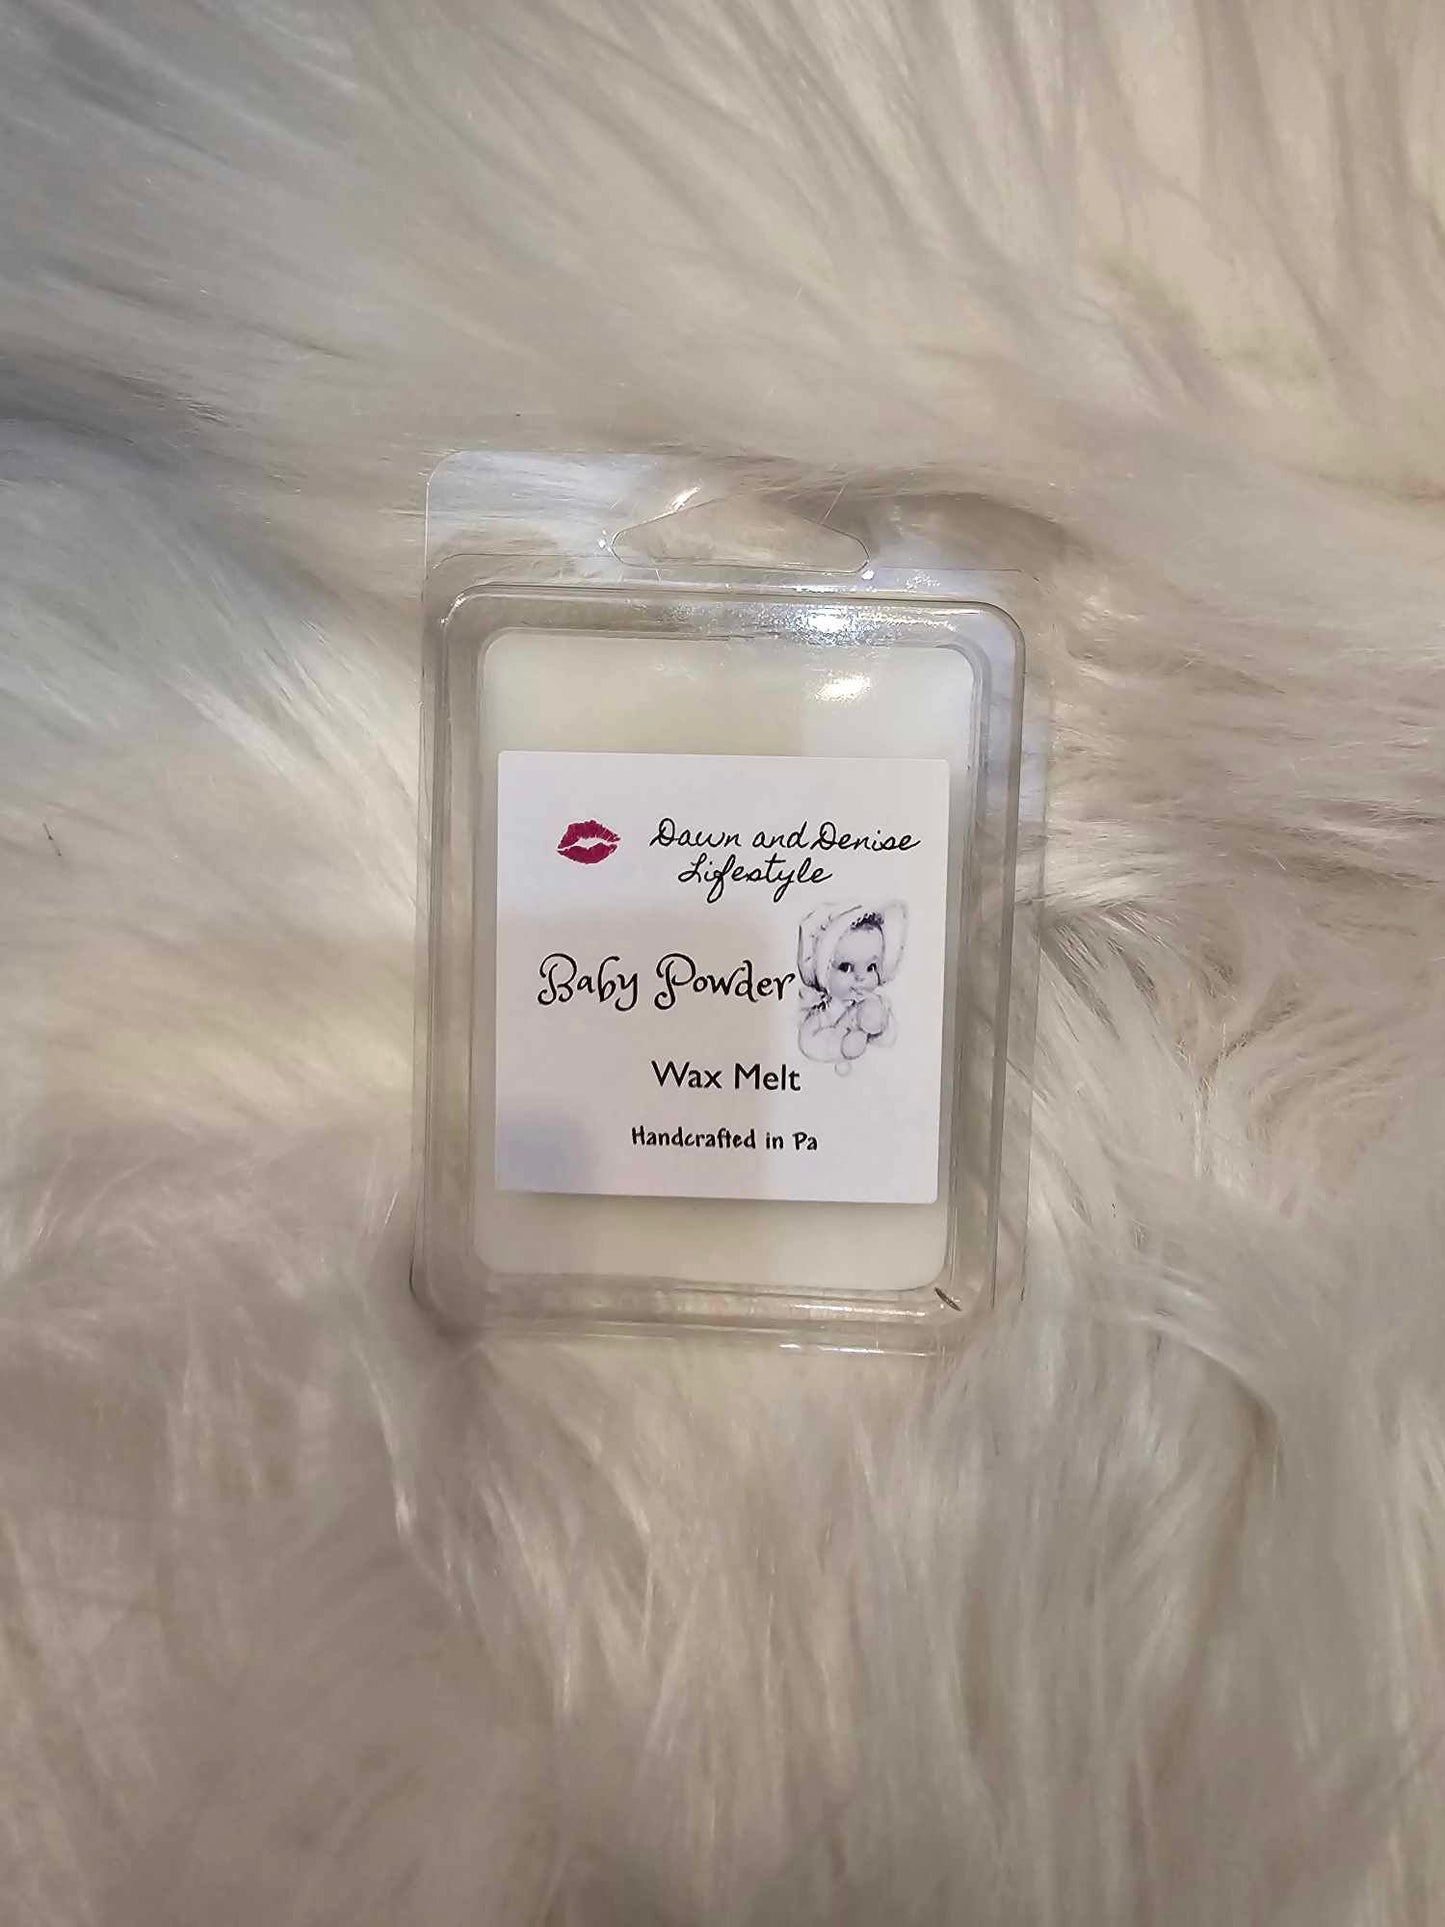 Dawn and Denise
Lifestyle
Baby Powder
Wax Melt
Handcrafted in Pa